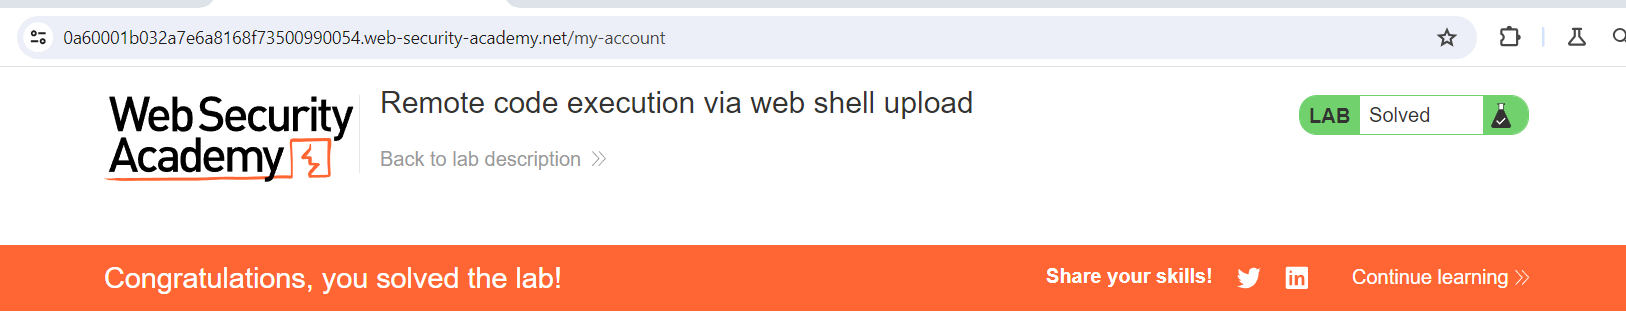 0a60001b032a7e6a8168f73500990054.web-security-academy.net/my-account
Web Security
Academy
Remote code execution via web shell upload
Back to lab description
LAB Solved
Congratulations, you solved the lab!
Share your skills!
in
Continue learning